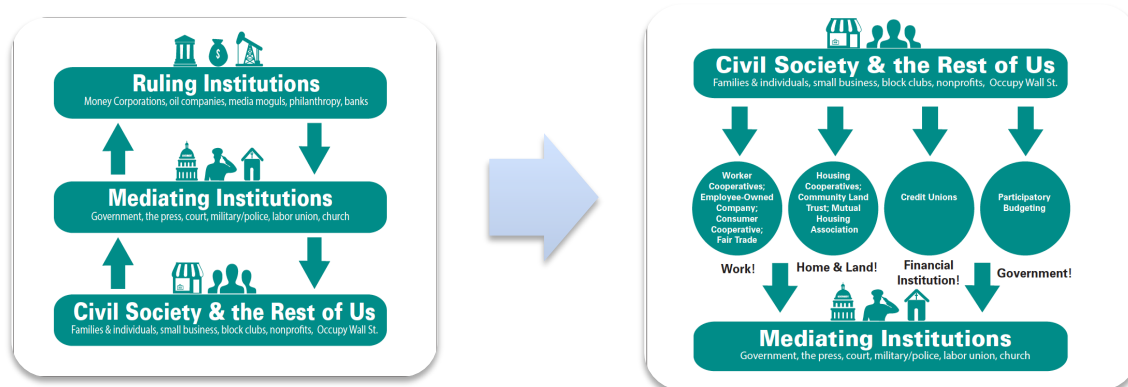 Ruling Institutions
Money Corporations, oil companies, media moguls, philanthropy, banks
Mediating Institutions
Government, the press, court, military/police, labor union, church
Civil Society & the Rest of Us
Families & individuals, small business, block clubs, nonprofits, Occupy Wall St.
Civil Society & the Rest of Us
Families & individuals, small business, block clubs, nonprofits, Occupy Wall St.
Worker
Cooperatives;
Employee-Owned
Company;
Consumer
Cooperative;
Fair Trade
Housing
Cooperatives;
Community Land
Trust; Mutual
Housing
Association
Credit Unions
Participatory
Budgeting
Work!
Home & Land!
Financial
Institution!
Government!
Mediating Institutions
Government, the press, court, military/police, labor union, church